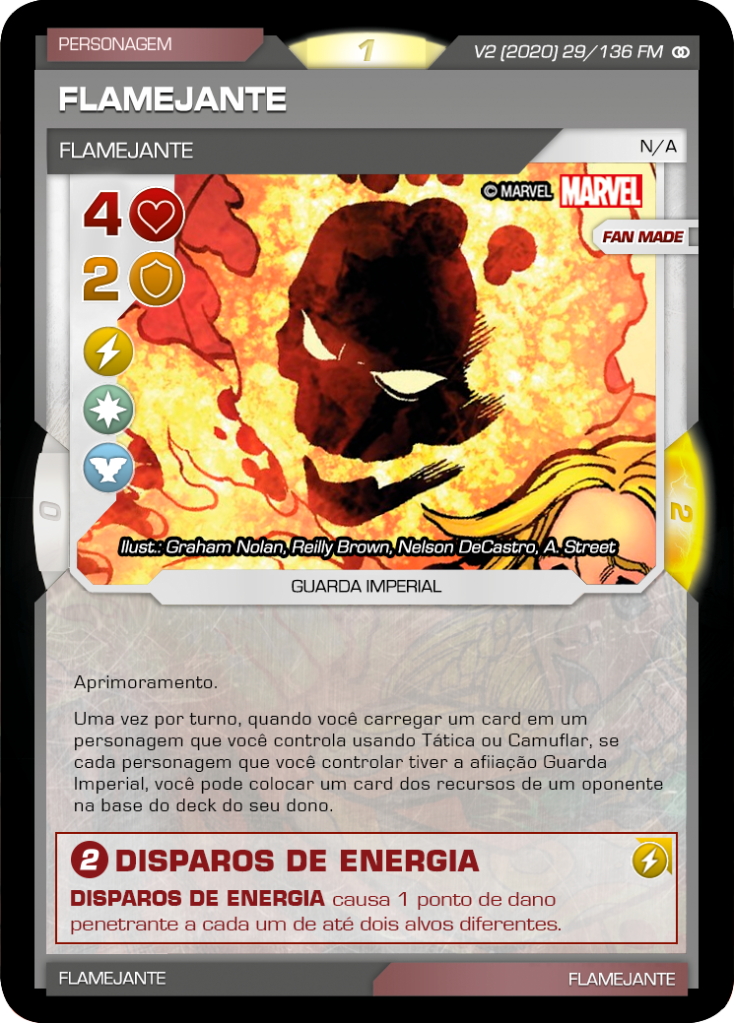 PERSONAGEM
1
V2 (2020) 29/136 FM
FLAMEJANTE
FLAMEJANTE
N/A
© MARVEL MARVEL
4
FAN MADE
2
0
2
Ilust.: Graham Nolan, Reilly Brown, Nelson DeCastro, A. Street
GUARDA IMPERIAL
Aprimoramento.
Uma vez por turno, quando você carregar um card em um
personagem que você controla usando Tática ou Camuflar, se
cada personagem que você controlar tiver a afiiação Guarda
Imperial, você pode colocar um card dos recursos de um oponente
na base do deck do seu dono.
2 DISPAROS DE ENERGIA
DISPAROS DE ENERGIA causa 1 ponto de dano
penetrante a cada um de até dois alvos diferentes.
FLAMEJANTE
FLAMEJANTE